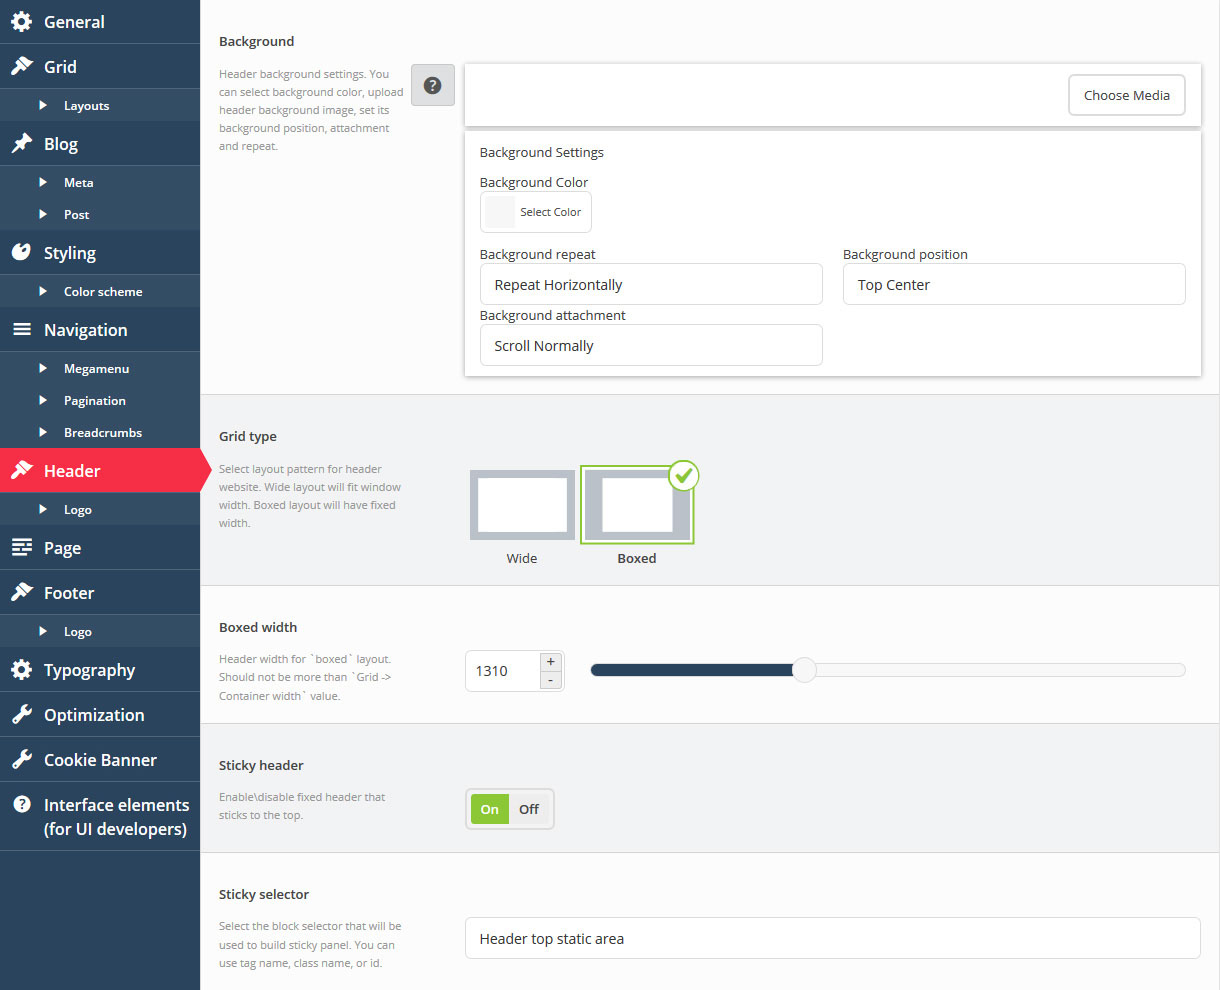 General
Grid
Layouts
Blog
Meta
Post
Styling
Color scheme
Navigation
Megamenu
Pagination
Breadcrumbs
Header
Logo
Page
Footer
Logo
Typography
Optimization
Cookie Banner
Interface elements
(for UI developers)
Background
Header background settings. You
can select background color, upload
header background image, set its
background position, attachment
and repeat.
?
Choose Media
Background Settings
Background Color
Select Color
Background repeat
Background position
Repeat Horizontally
Top Center
Background attachment
Scroll Normally
Grid type
Select layout pattern for header
website. Wide layout will fit window
width. Boxed layout will have fixed
width.
Wide
Boxed
Boxed width
Header width for `boxed` layout.
Should not be more than `Grid ->
Container width` value.
1310
+
-
Sticky header
Enable\disable fixed header that
sticks to the top.
On Off
Sticky selector
Select the block selector that will be
used to build sticky panel. You can
use tag name, class name, or id.
Header top static area